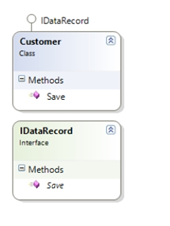 IDataRecord
Customer
Class
Methods
Save
IDataRecord
Interface
Methods
Save